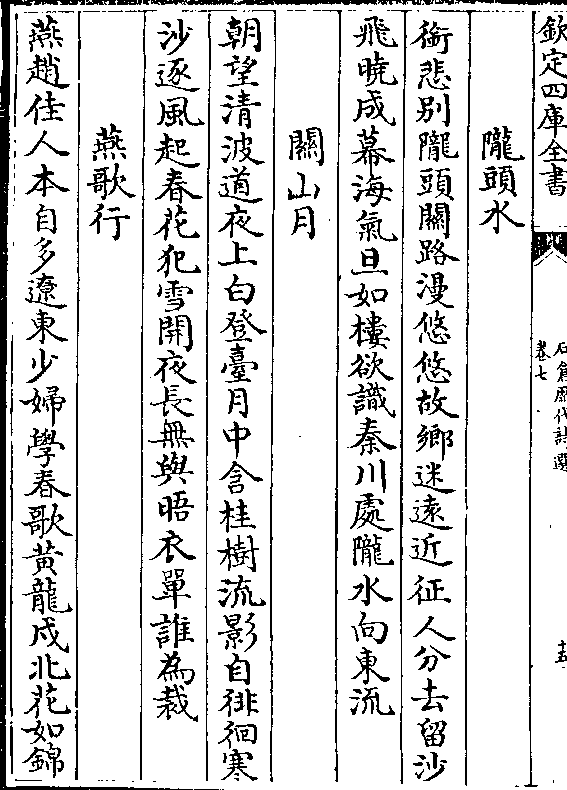 欽定四庫全書
石倉歷代詩選
卷七
十五
隴頭水
銜悲別隴頭關路漫悠悠故鄉迷遠近征人分去留沙
飛曉成幕海氣旦如樓欲識秦川處隴水向東流
關山月
朝望清波道夜上白登臺月中含桂樹流影自徘徊寒
沙逐風起春花犯雪開夜長無與晤衣單誰為裁
燕歌行
燕趙佳人本自多遼東少婦學春歌黃龍戍北花如錦